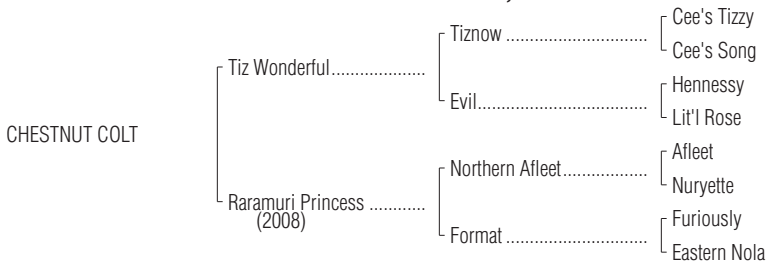 Cee's Tizzy
Tiznow ...............................
Cee's Song
Tiz Wonderful.....................
Hennessy
Evil......................................
Lit'l Rose
CHESTNUT COLT
Afleet
Northern Afleet...................
Nuryette
Raramuri Princess ............
(2008)
Furiously
Format ...............................
Eastern Nola